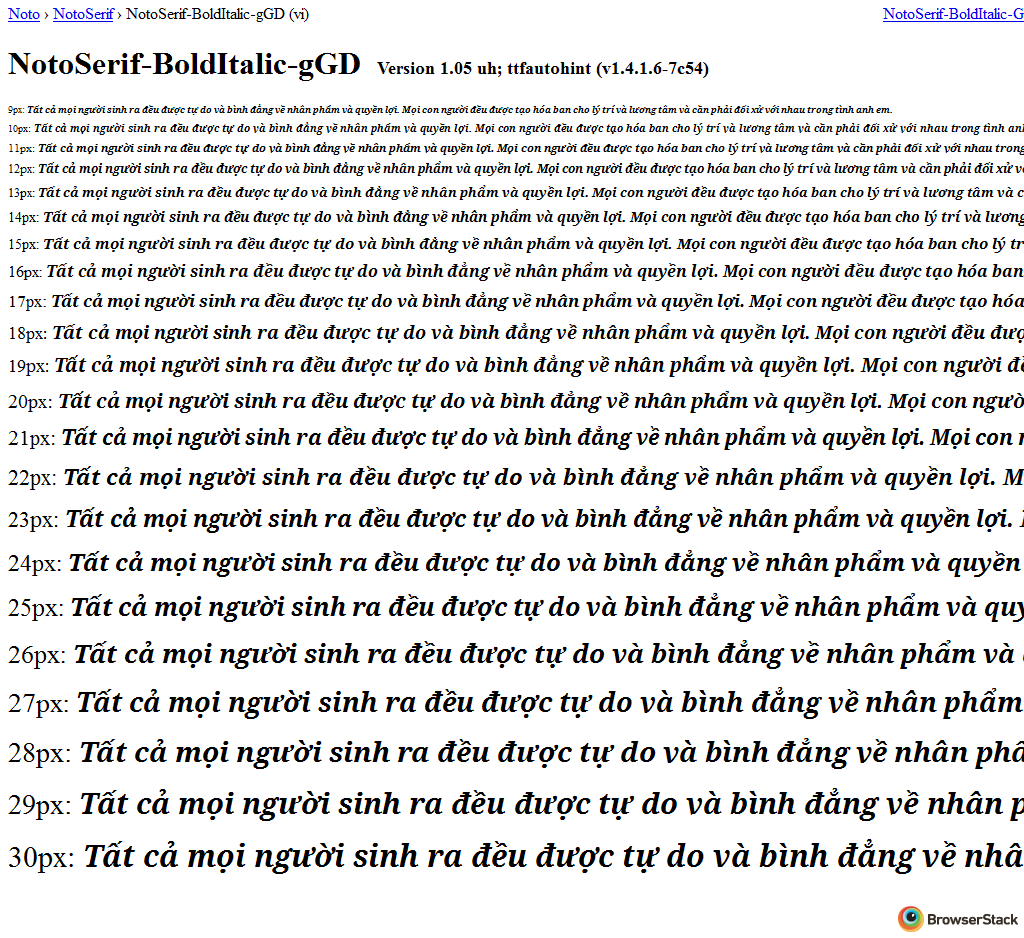 Noto › NotoSerif › NotoSerif-BoldItalic-gGD (vi) NotoSerif-BoldItalic-G
NotoSerif-BoldItalic-gGD Version 1.05 uh; ttfautohint (v1.4.1.6-7c54)
9px: Tất cả mọi người sinh ra đều được tự do và bình đẳng về nhân phẩm và quyền lợi. Mọi con người đều được tạo hóa ban cho lý trí và lương tâm và cần phải đối xử với nhau trong tình anh em.
10px: Tất cả mọi người sinh ra đều được tự do và bình đẳng về nhân phẩm và quyền lợi. Mọi con người đều được tạo hóa ban cho lý trí và lương tâm và cần phải đối xử với nhau trong tình
11px: Tất cả mọi người sinh ra đều được tự do và bình đẳng về nhân phẩm và quyền lợi. Mọi con người đều được tạo hóa ban cho lý trí và lương tâm và cần phải đối xử với nhau trong
12px: Tất cả mọi người sinh ra đều được tự do và bình đẳng về nhân phẩm và quyền lợi. Mọi con người đều được tạo hóa ban cho lý trí và lương tâm và cần phải đối xử
13px: Tất cả mọi người sinh ra đều được tự do và bình đẳng về nhân phẩm và quyền lợi. Mọi con người đều được tạo hóa ban cho lý trí và lương tâm và c
14px: Tất cả mọi người sinh ra đều được tự do và bình đẳng về nhân phẩm và quyền lợi. Mọi con người đều được tạo hóa ban cho lý trí và lương
15px: Tất cả mọi người sinh ra đều được tự do và bình đẳng về nhân phẩm và quyền lợi. Mọi con người đều được tạo hóa ban cho lý tr
16px: Tất cả mọi người sinh ra đều được tự do và bình đẳng về nhân phẩm và quyền lợi. Mọi con người đều được tạo hóa ban
17px: Tất cả mọi người sinh ra đều được tự do và bình đẳng về nhân phẩm và quyền lợi. Mọi con người đều được tạo hóa
18px: Tất cả mọi người sinh ra đều được tự do và bình đẳng về nhân phẩm và quyền lợi. Mọi con người đều đượ
19px: Tất cả mọi người sinh ra đều được tự do và bình đẳng về nhân phẩm và quyền lợi. Mọi con người đề
20px: Tất cả mọi người sinh ra đều được tự do và bình đẳng về nhân phẩm và quyền lợi. Mọi con ngườ
21px: Tất cả mọi người sinh ra đều được tự do và bình đẳng về nhân phẩm và quyền lợi. Mọi con
22px: Tất cả mọi người sinh ra đều được tự do và bình đẳng về nhân phẩm và quyền lợi. M
23px: Tất cả mọi người sinh ra đều được tự do và bình đẳng về nhân phẩm và quyền lợi.
24px: Tất cả mọi người sinh ra đều được tự do và bình đẳng về nhân phẩm và quyền
25px: Tất cả mọi người sinh ra đều được tự do và bình đẳng về nhân phẩm và quy
26px: Tất cả mọi người sinh ra đều được tự do và bình đẳng về nhân phẩm và
27px: Tất cả mọi người sinh ra đều được tự do và bình đẳng về nhân phẩm
28px: Tất cả mọi người sinh ra đều được tự do và bình đẳng về nhân phẩ
29px: Tất cả mọi người sinh ra đều được tự do và bình đẳng về nhân p
30px: Tất cả mọi người sinh ra đều được tự do và bình đẳng về nhâ
BrowserStack